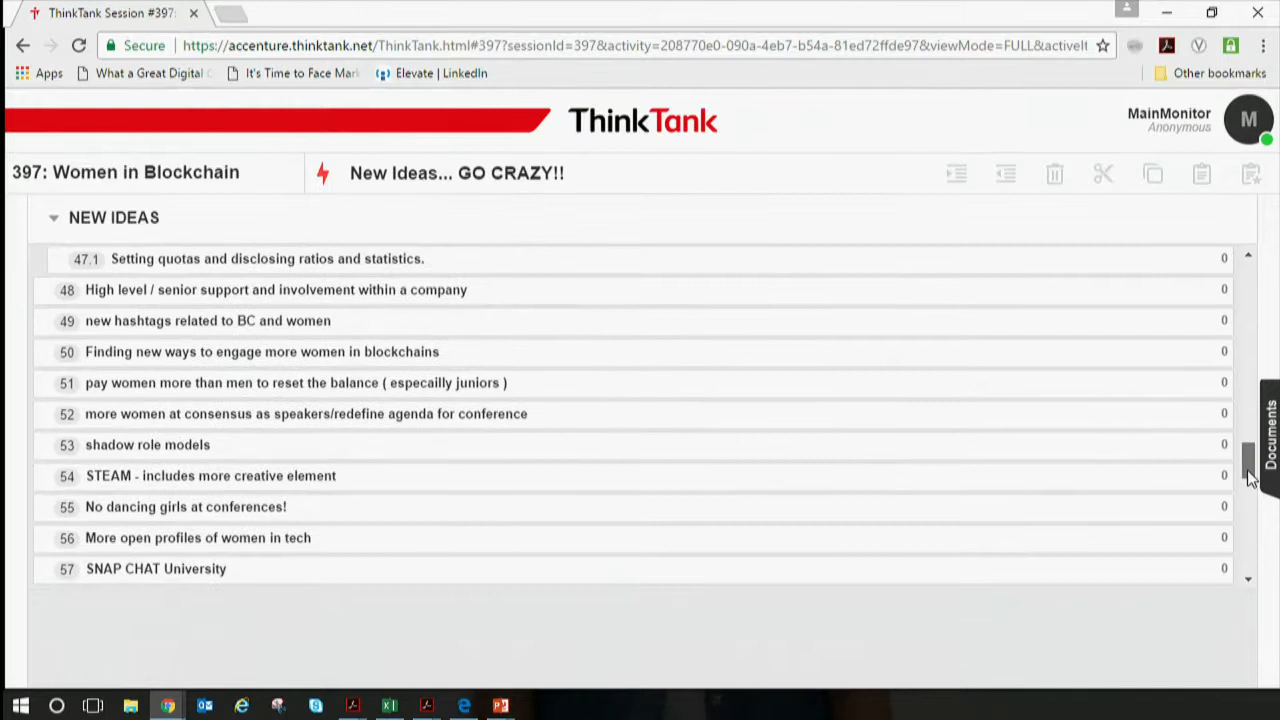 ThinkTank Session #397:
Secure
https://accenture.thinktank.net/ThinkTank.html#397?sessionId=397&activity=208770e0-090a-4eb7-b54a-81ed72ffde97&viewMode=FULL&activeIt
Apps
What a Great Digital
It's Time to Face Mar
Elevate | LinkedIn
Other bookmarks
ThinkTank
MainMonitor
Anonymous
M
397: Women in Blockchain
New Ideas... GO CRAZY!!
NEW IDEAS
47.1 Setting quotas and disclosing ratios and statistics. 0
48 High level / senior support and involvement within a company 0
49 new hashtags related to BC and women 0
50 Finding new ways to engage more women in blockchains 0
51 pay women more than men to reset the balance ( especailly juniors ) 0
52 more women at consensus as speakers/redefine agenda for conference 0
53 shadow role models 0
54 STEAM - includes more creative element 0
55 No dancing girls at conferences! 0
56 More open profiles of women in tech 0
57 SNAP CHAT University 0
Documents